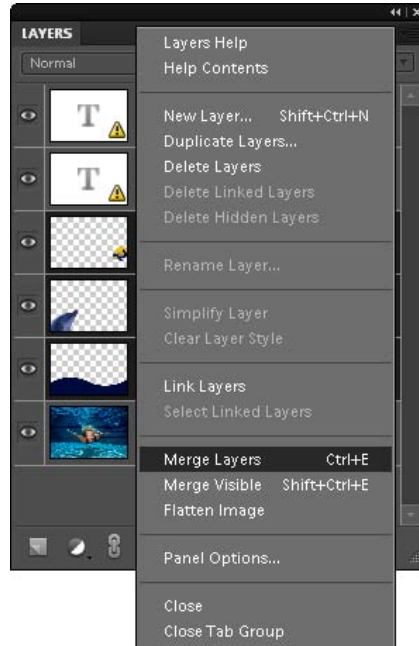 LAYERS
Normal
T
T
Layers Help
Help Contents
New Layer... Shift+Ctrl+N
Duplicate Layers...
Delete Layers
Delete Linked Layers
Delete Hidden Layers
Rename Layer...
Simplify Layer
Clear Layer Style
Link Layers
Select Linked Layers
Merge Layers Ctrl+E
Merge Visible Shift+Ctrl+E
Flatten Image
Panel Options...
Close
Close Tab Group